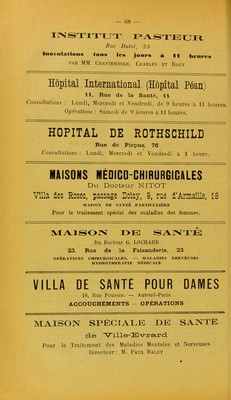 — 68 —
INSTITUT PASTEUR
Rue Dutot, 25
Inoculations tous les jours à 11 heures
PAR MM. CHANTEMESSE, CHARLES ET ROUX
Hôpital International (Hôpital Péan)
11, Rue de la Santé, 11
Consultations : Lundi, Mercredi et Vendredi, de 9 heures à 11 heures.
Opérations : Samedi de 9 heures à 11 heures.
HOPITAL DE ROTHSCHILD
Rue de Picpus, 76
Consultations : Lundi, Mercredi et Vendredi à 1 heure.
MAISONS MÉDICO-CHIRURGICALES
Du Docteur NITOT
Villa des Roses, passage Doisy, 9, rue d'Armaille, 18
MAISON DE SANTÉ PARTICULIÈRE
Pour le traitement spécial des maladies des femmes.
MAISON DE SANTÉ
Du Docteur G. LOCHARD
23, Rue de la Faisanderie, 23
OPÉRATIONS CHIRURGICALES. — MALADIES NERVEUSES
HYDROTHÉRAPIE MÉDICALE
VILLA DE SANTÉ POUR DAMES
18, Rue Poussin. — Auteuil-Paris
ACCOUCHEMENTS — OPÉRATIONS
MAISON SPÉCIALE DE SANTÉ
de Ville-Evrard
Pour le Traitement des Maladies Mentales et Nerveuses
Directeur : M. PAUL BALET